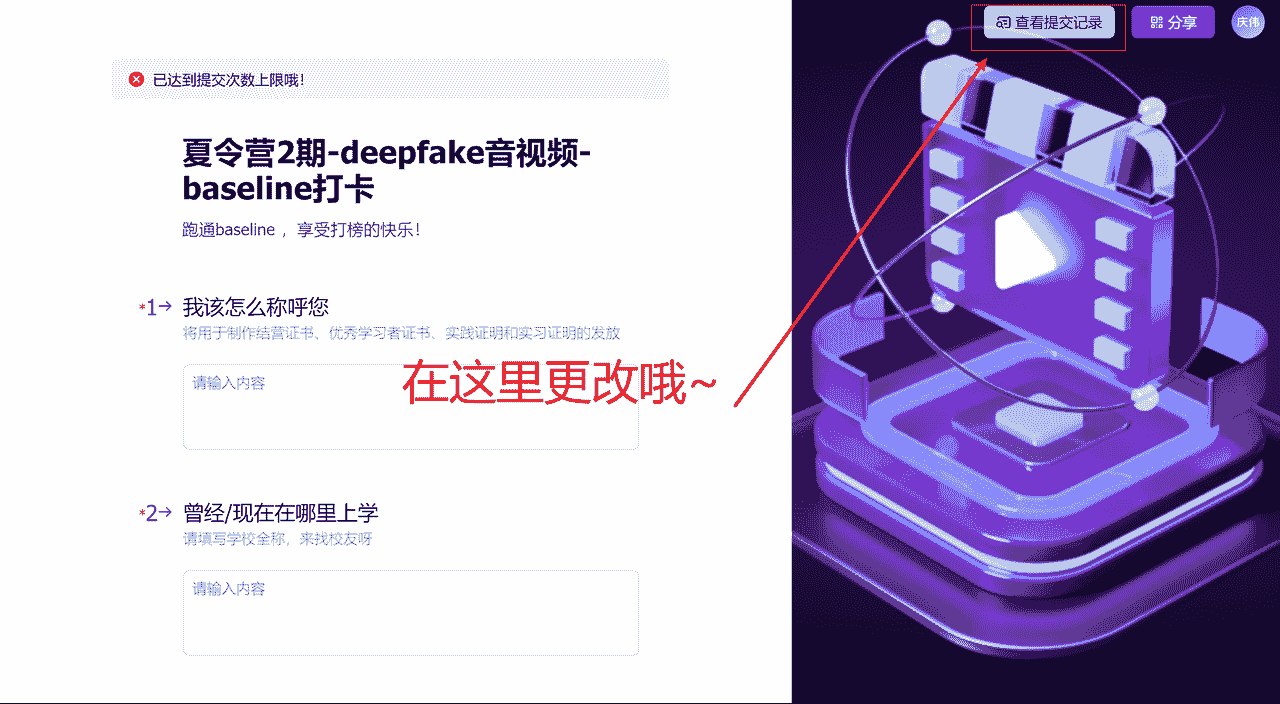 查看提交记录
分享
庆伟
已达到提交次数上限哦!
夏令营2期-deepfake音视频-
baseline打卡
跑通baseline ，享受打榜的快乐!
*1→ 我该怎么称呼您
将用于制作结营证书、优秀学习者证书、实践证明和实习证明的发放
请输入内容
在这里更改哦~
*2→ 曾经/现在在哪里上学
请填写学校全称，来找校友呀
请输入内容